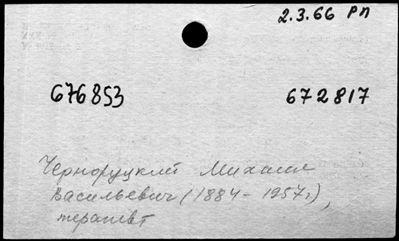 2.3.66 РП
676853 672817
Черноруцкий Михаил
Васильевич (1884-1957г),
терапевт